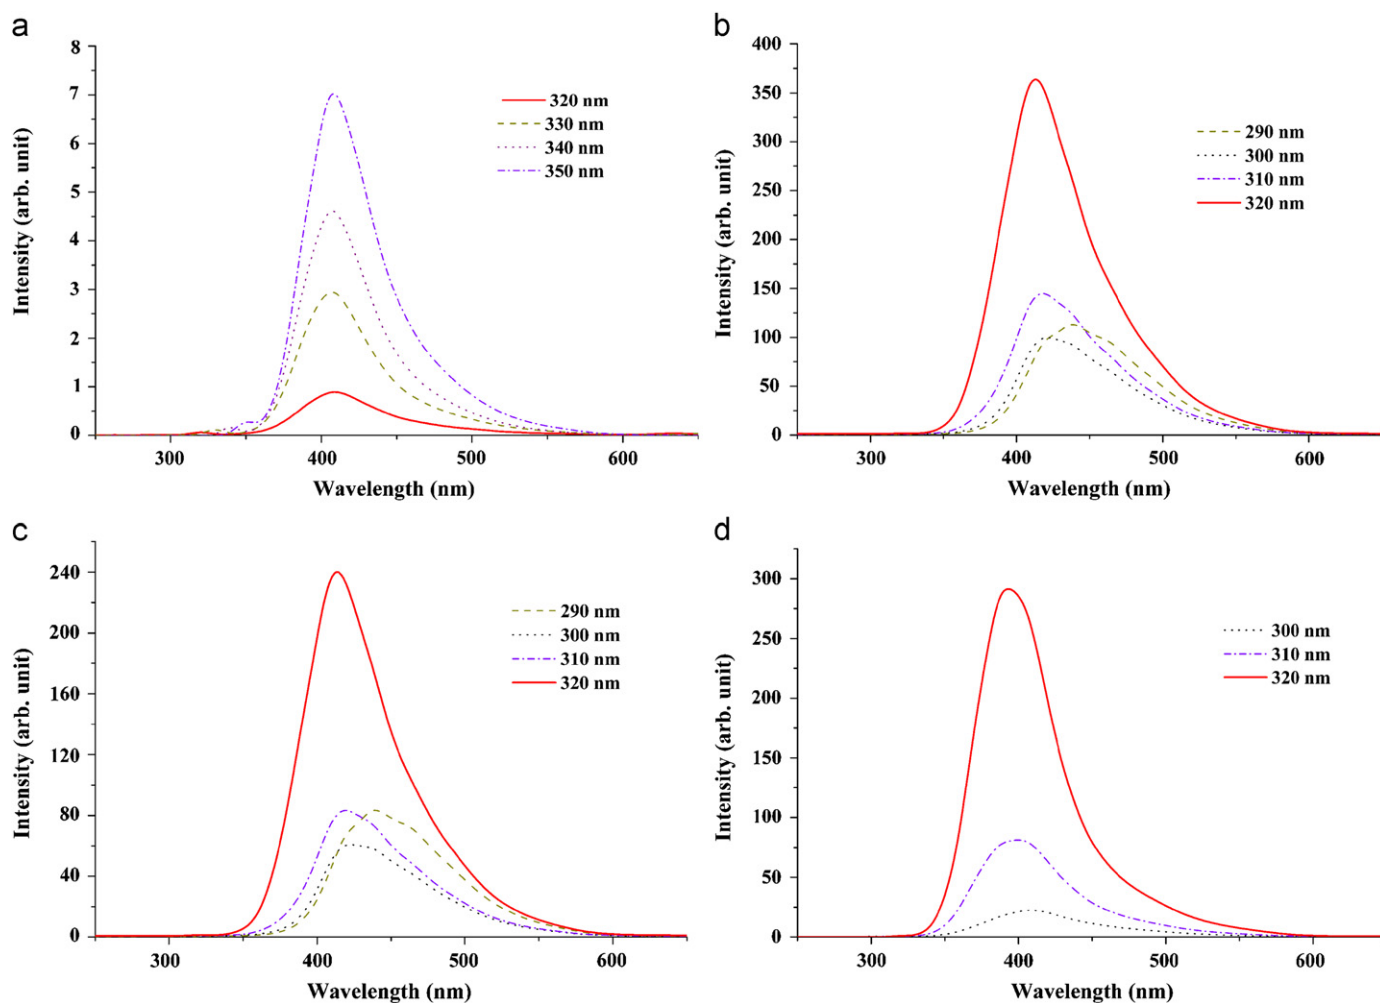 a
8
7
6
5
4
3
2
1
0
Intensity (arb. unit)
320 nm
330 nm
340 nm
350 nm
300 400 500 600
Wavelength (nm)
b
400
350
300
250
200
150
100
50
0
Intensity (arb. unit)
290 nm
300 nm
310 nm
320 nm
300 400 500 600
Wavelength (nm)
c
240
200
160
120
80
40
0
Intensity (arb. unit)
290 nm
300 nm
310 nm
320 nm
300 400 500 600
Wavelength (nm)
d
300
250
200
150
100
50
0
Intensity (arb. unit)
300 nm
310 nm
320 nm
300 400 500 600
Wavelength (nm)